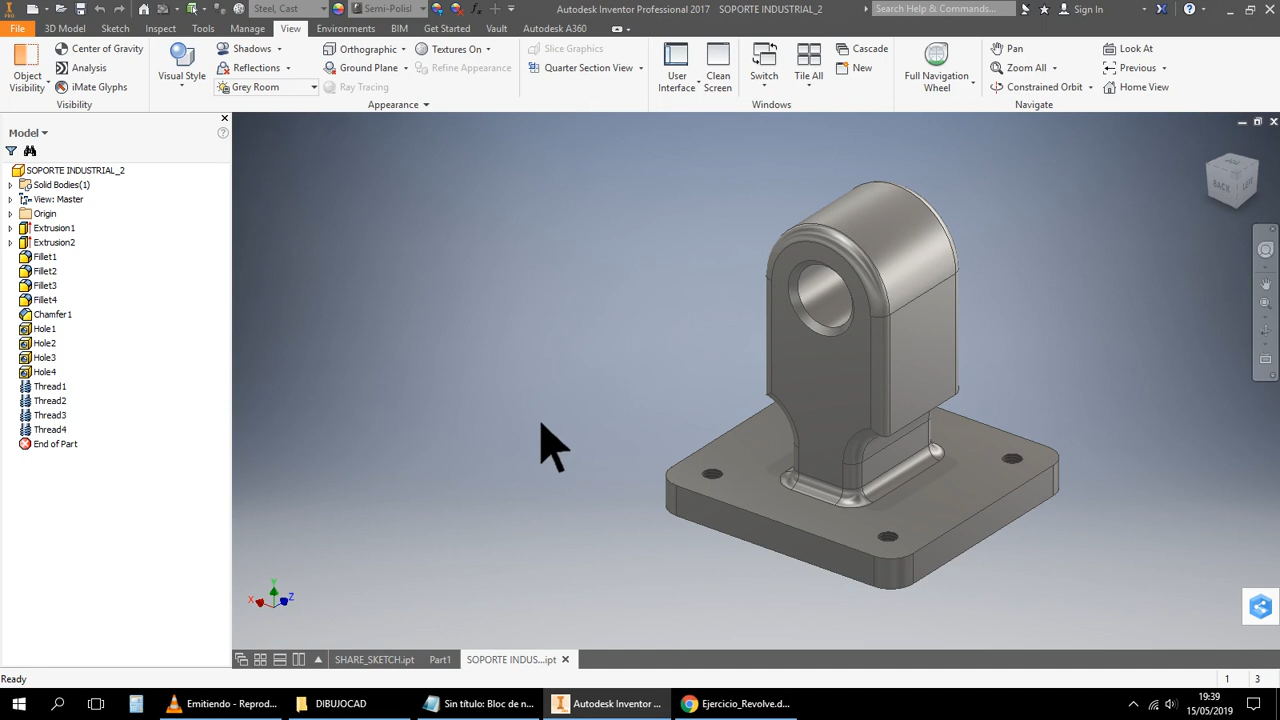 Steel, Cast
Semi-Polisl
Autodesk Inventor Professional 2017 SOPORTE INDUSTRIAL_2
Search Help & Commands...
Sign In
PRO
File 3D Model Sketch Inspect Tools Manage View Environments BIM Get Started Vault Autodesk A360
Object Visibility
Center of Gravity
Analysis
iMate Glyphs
Visibility
Visual Style
Shadows
Reflections
Grey Room
Orthographic
Ground Plane
Ray Tracing
Textures On
Refine Appearance
Appearance
Slice Graphics
Quarter Section View
User Interface
Clean Screen
Switch
Tile All
Cascade
New
Windows
Full Navigation Wheel
Pan
Zoom All
Constrained Orbit
Look At
Previous
Home View
Navigate
Model
SOPORTE INDUSTRIAL_2
Solid Bodies(1)
View: Master
Origin
Extrusion1
Extrusion2
Fillet1
Fillet2
Fillet3
Fillet4
Chamfer1
Hole1
Hole2
Hole3
Hole4
Thread1
Thread2
Thread3
Thread4
End of Part
BACK LEFT
X Y Z
SHARE_SKETCH.ipt Part1 SOPORTE INDUS...ipt
Ready
1 3
Emitiendo - Reprod...
DIBUJOCAD
Sin título: Bloc de n...
Autodesk Inventor ...
Ejercicio_Revolve.d...
19:39
15/05/2019